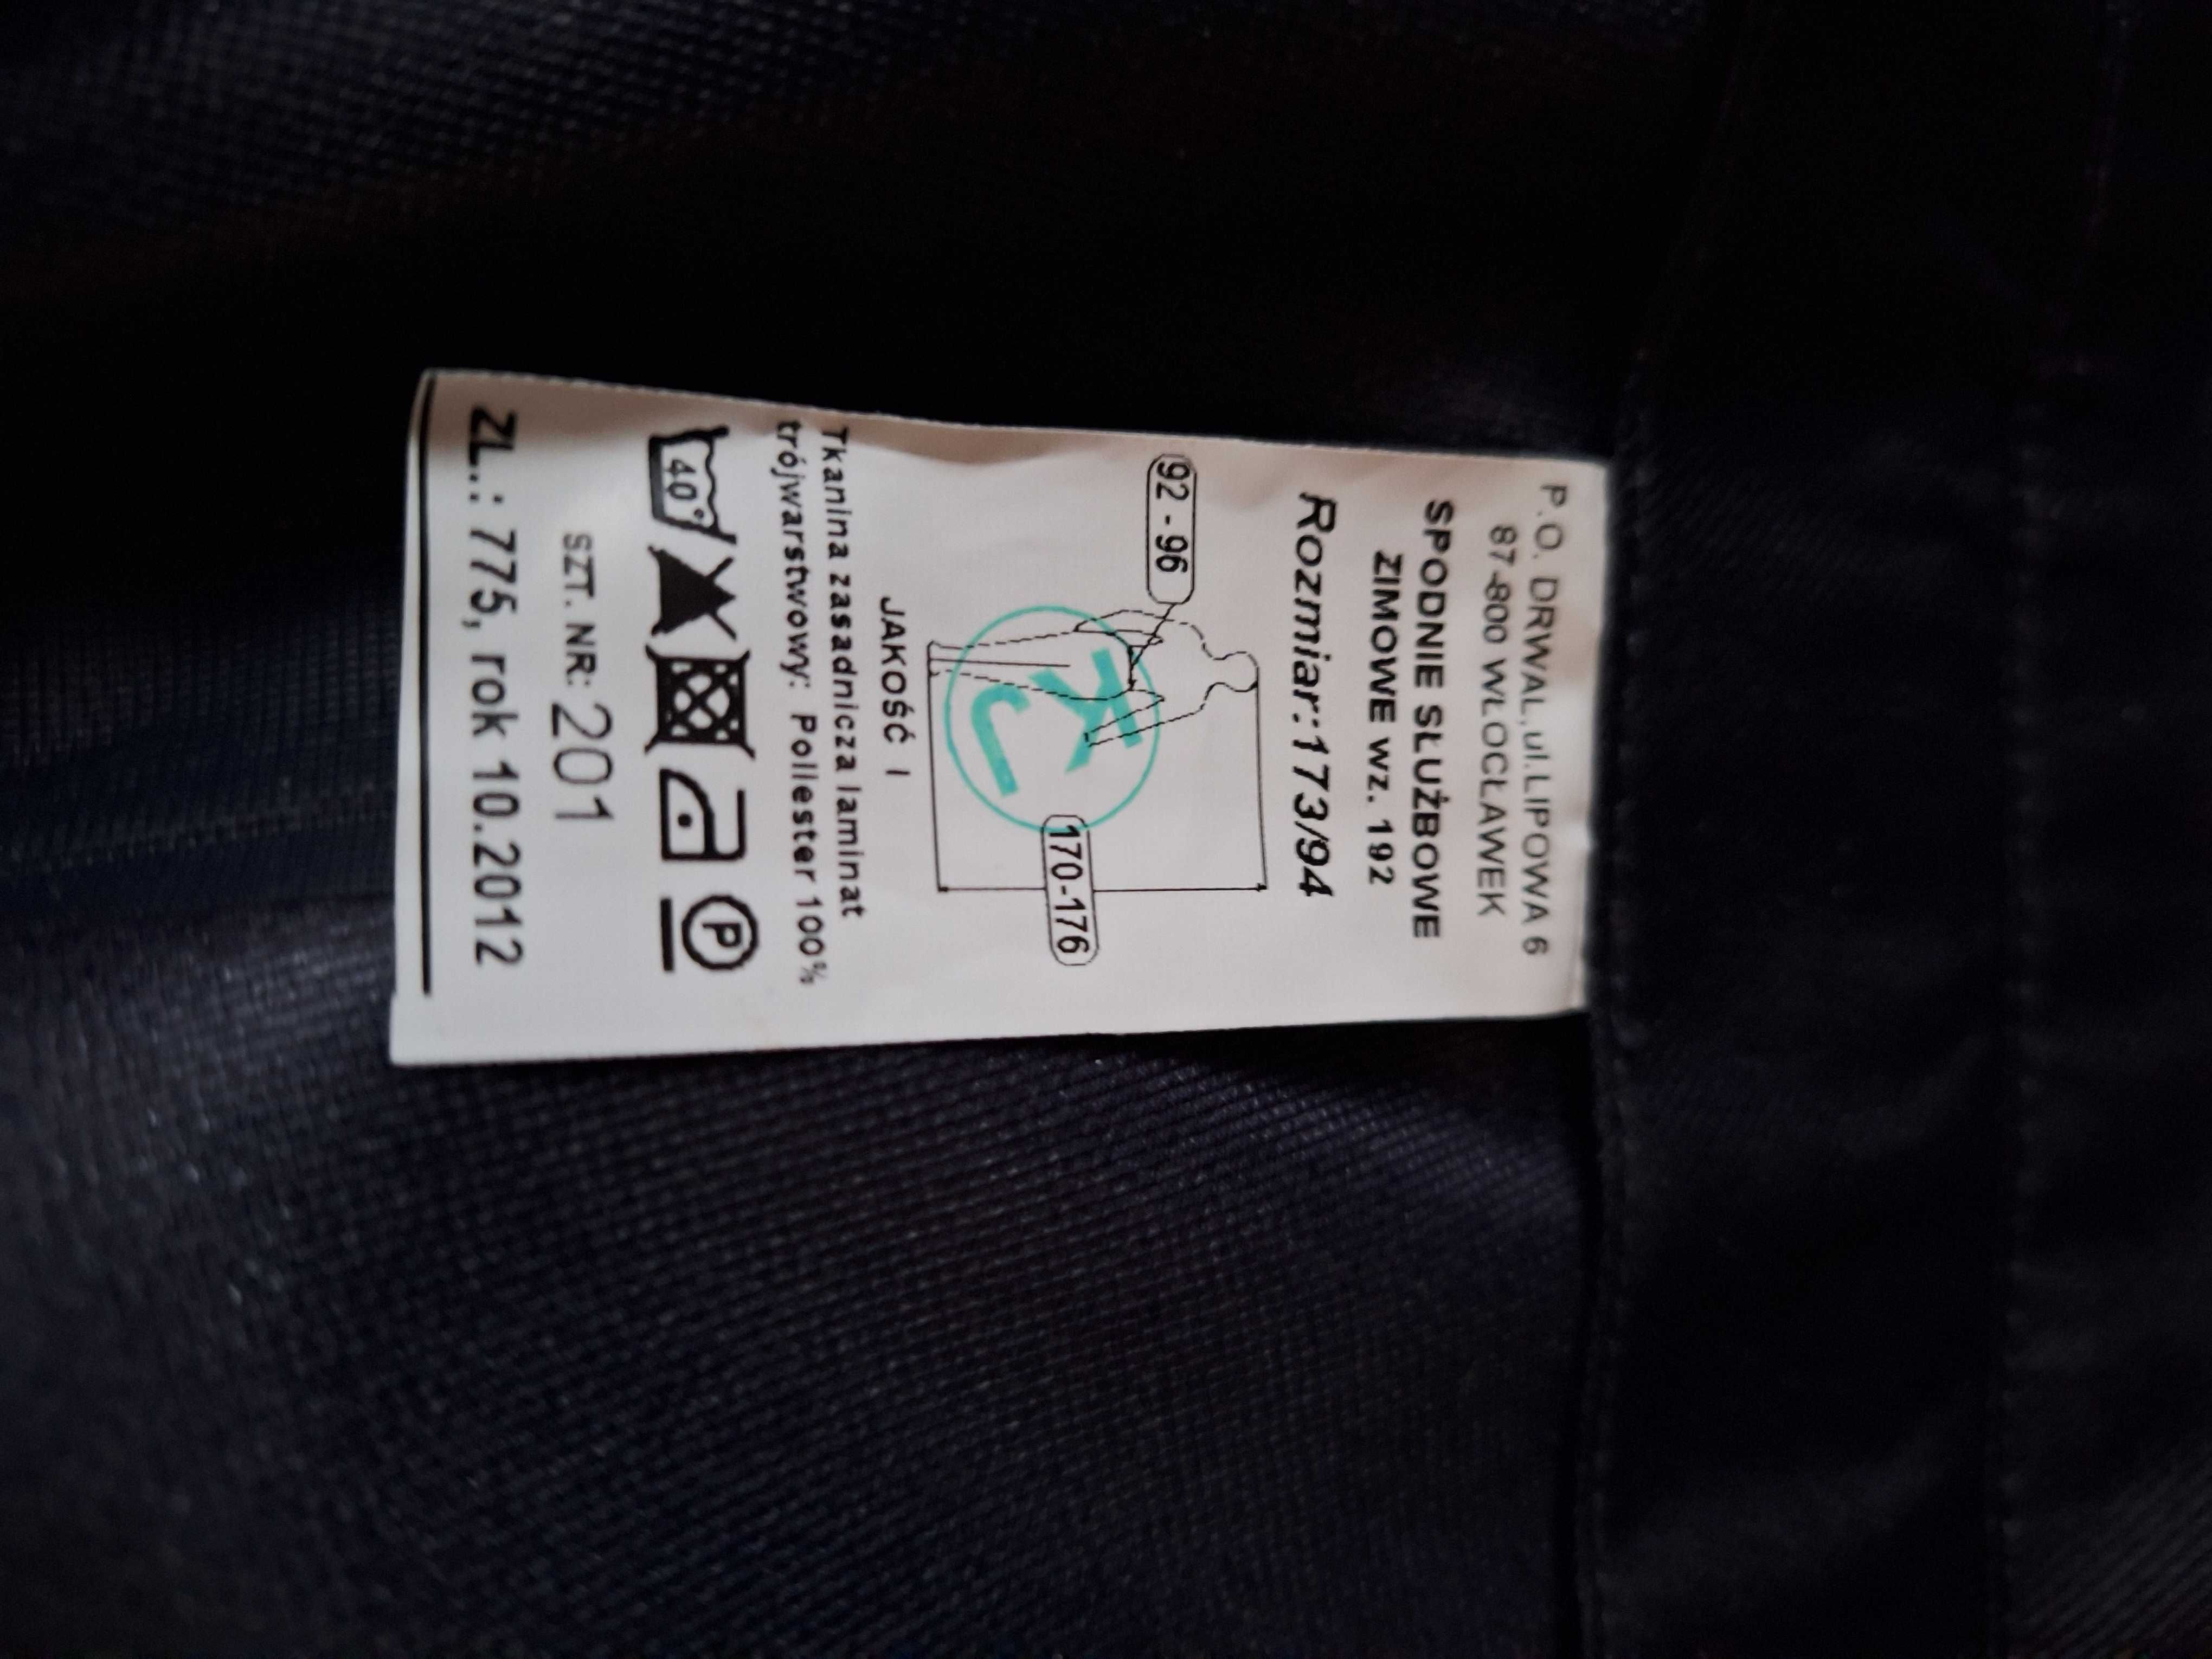 P.O. DRWAL, ul. LIPOWA 6
87-800 WŁOCŁAWEK
SPODNIE SŁUŻBOWE
ZIMOWE wz. 192
Rozmiar: 173/94
92 - 96
170-176
KJ
JAKOŚĆ I
Tkanina zasadnicza laminat
trójwarstwowy: Poliester 100%
40°
P
SZT. NR: 201
ZL.: 775, rok 10.2012